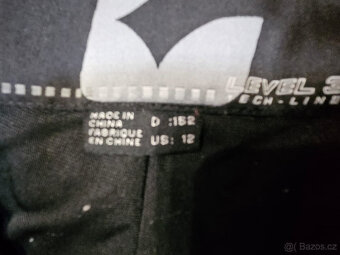 LEVEL 3
TECH-LINE
MADE IN
CHINA
FABRIQUE
EN CHINE
D :152
US: 12
Bazos.cz